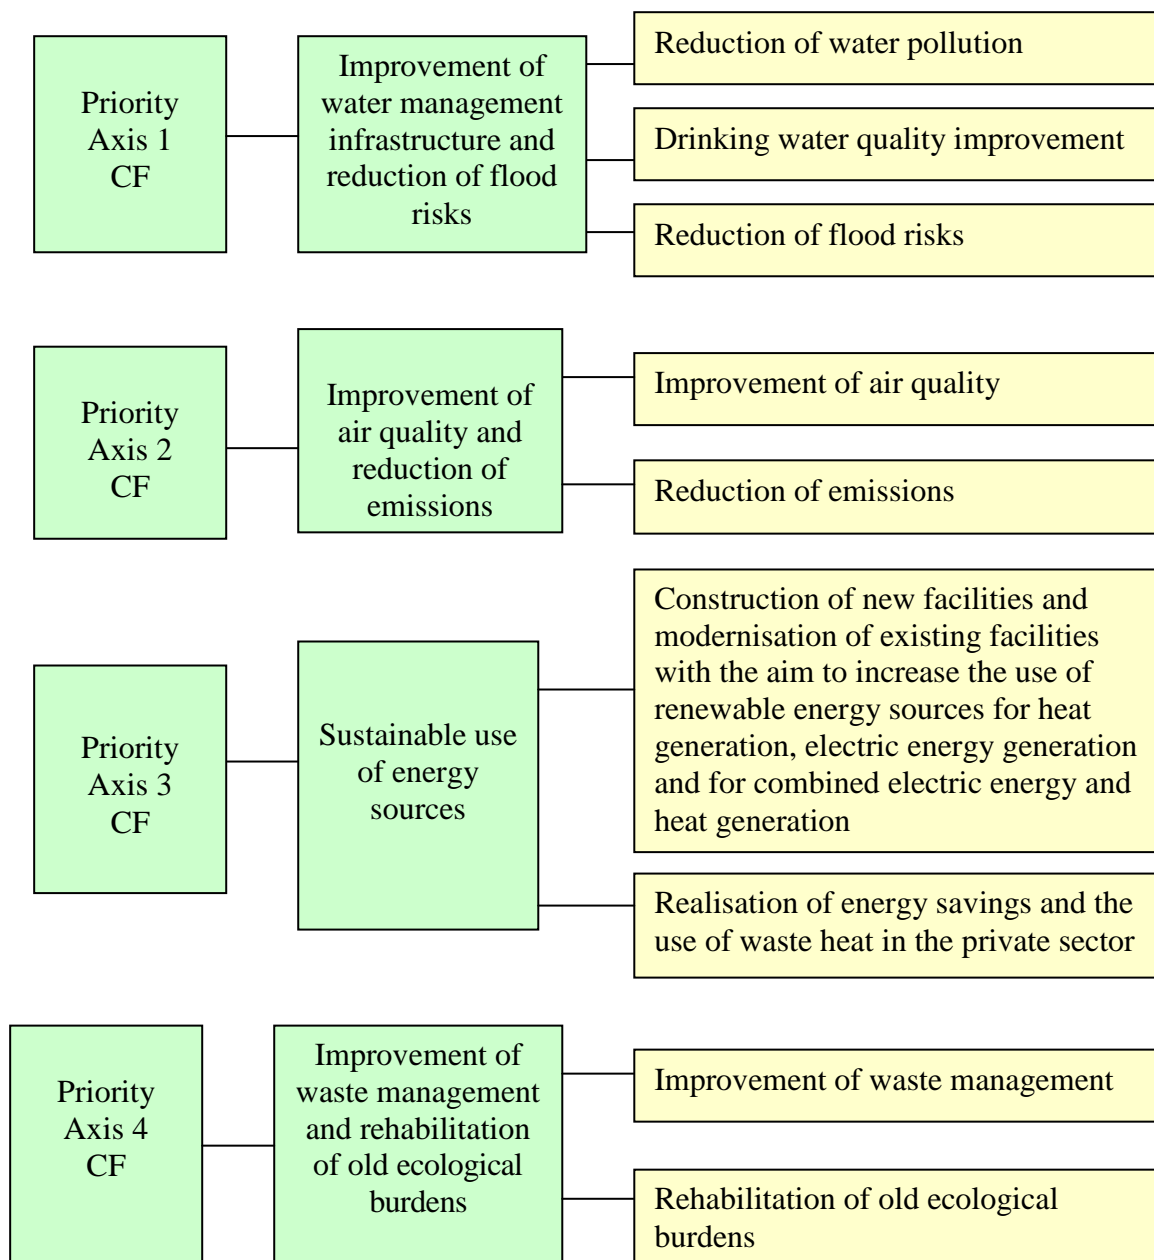 Priority
Axis 1
CF
Improvement of
water management
infrastructure and
reduction of flood
risks
Reduction of water pollution
Drinking water quality improvement
Reduction of flood risks
Priority
Axis 2
CF
Improvement of
air quality and
reduction of
emissions
Improvement of air quality
Reduction of emissions
Priority
Axis 3
CF
Sustainable use
of energy
sources
Construction of new facilities and
modernisation of existing facilities
with the aim to increase the use of
renewable energy sources for heat
generation, electric energy generation
and for combined electric energy and
heat generation
Realisation of energy savings and the
use of waste heat in the private sector
Priority
Axis 4
CF
Improvement of
waste management
and rehabilitation
of old ecological
burdens
Improvement of waste management
Rehabilitation of old ecological
burdens